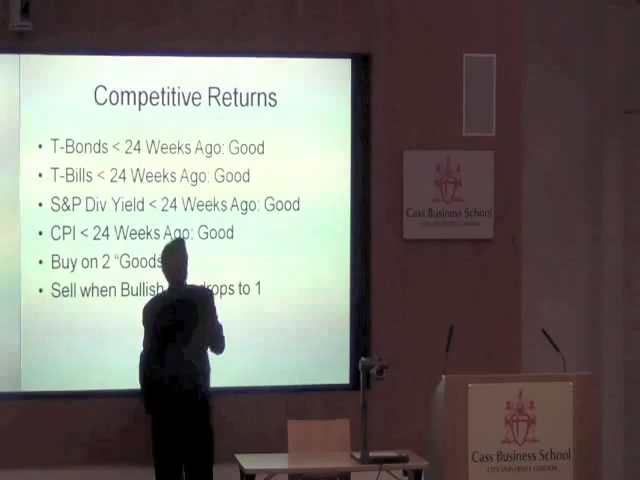 Competitive Returns
• T-Bonds < 24 Weeks Ago: Good
• T-Bills < 24 Weeks Ago: Good
• S&P Div Yield < 24 Weeks Ago: Good
• CPI < 24 Weeks Ago: Good
• Buy on 2 “Goods
• Sell when Bullish drops to 1
Cass Business School
CITY UNIVERSITY LONDON
Cass Business School
CITY UNIVERSITY LONDON